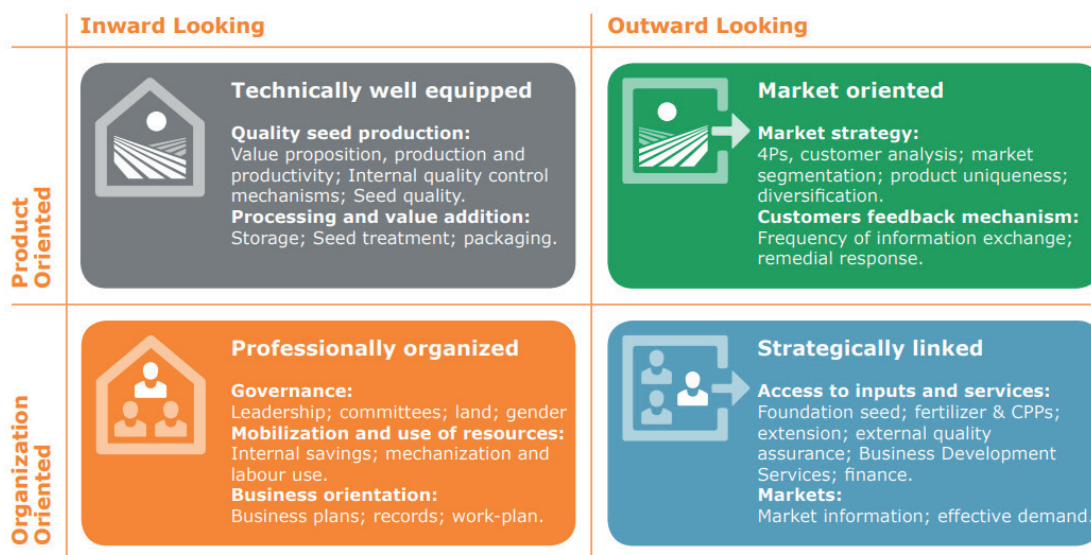 Inward Looking
Outward Looking
Product
Oriented
Technically well equipped
Quality seed production:
Value proposition, production and
productivity; Internal quality control
mechanisms; Seed quality.
Processing and value addition:
Storage; Seed treatment; packaging.
Market oriented
Market strategy:
4Ps, customer analysis; market
segmentation; product uniqueness;
diversification.
Customers feedback mechanism:
Frequency of information exchange;
remedial response.
Organization
Oriented
Professionally organized
Governance:
Leadership; committees; land; gender
Mobilization and use of resources:
Internal savings; mechanization and
labour use.
Business orientation:
Business plans; records; work-plan.
Strategically linked
Access to inputs and services:
Foundation seed; fertilizer & CPPs;
extension; external quality
assurance; Business Development
Services; finance.
Markets:
Market information; effective demand.